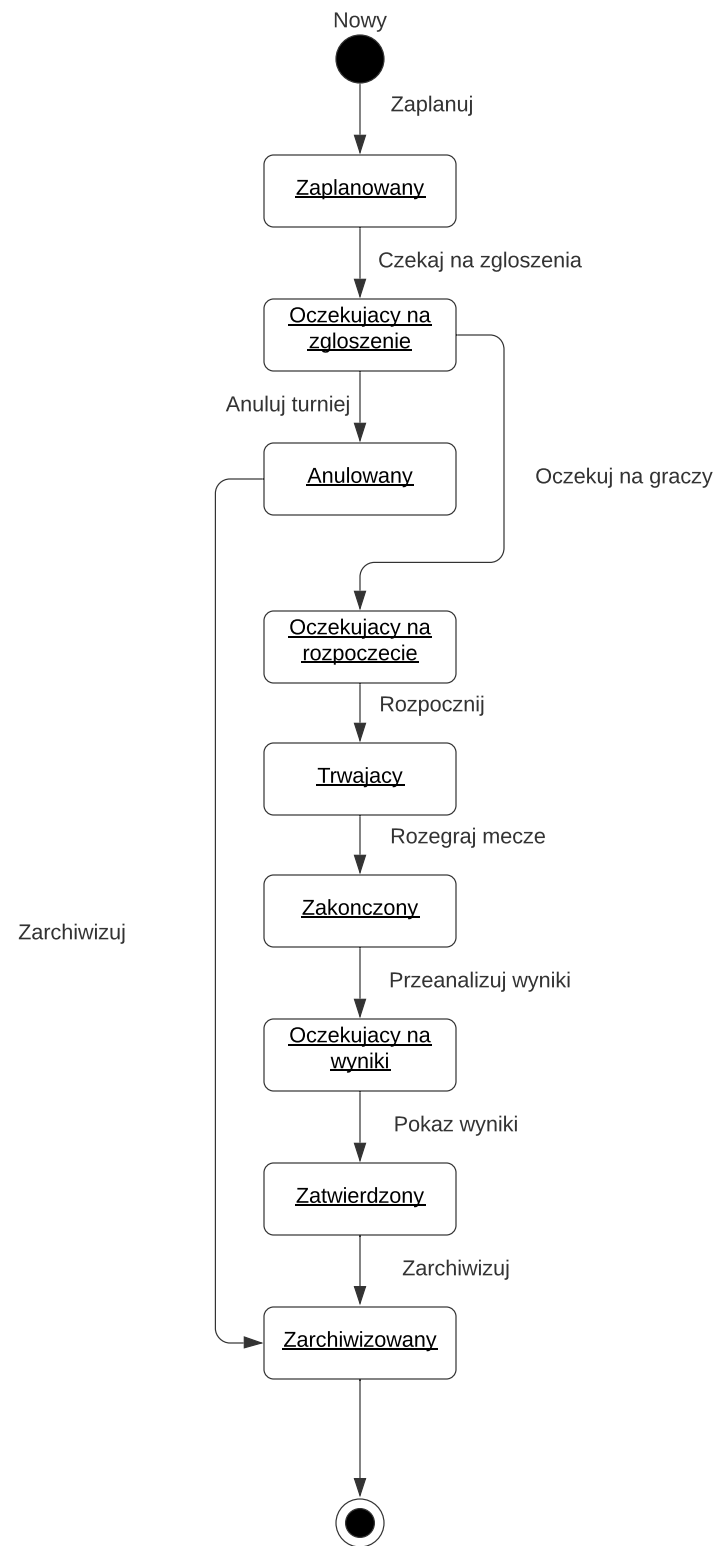 Nowy
Zaplanuj
Zaplanowany
Czekaj na zgloszenia
Oczekujacy na
zgloszenie
Anuluj turniej
Anulowany
Oczekuj na graczy
Oczekujacy na
rozpoczecie
Rozpocznij
Trwajacy
Rozegraj mecze
Zakonczony
Zarchiwizuj
Przeanalizuj wyniki
Oczekujacy na
wyniki
Pokaz wyniki
Zatwierdzony
Zarchiwizuj
Zarchiwizowany